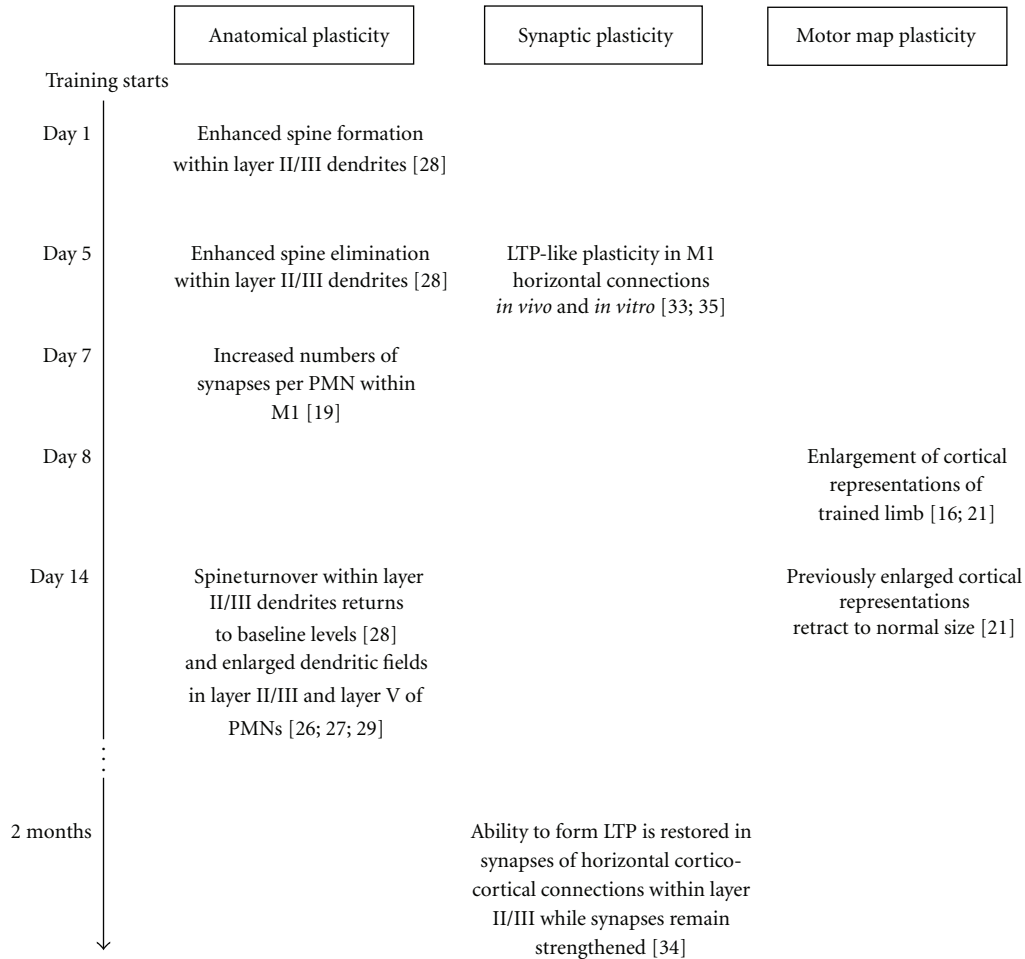 Anatomical plasticity
Synaptic plasticity
Motor map plasticity
Training starts
Day 1
Enhanced spine formation
within layer II/III dendrites [28]
Day 5
Enhanced spine elimination
within layer II/III dendrites [28]
LTP-like plasticity in M1
horizontal connections
in vivo and in vitro [33; 35]
Day 7
Increased numbers of
synapses per PMN within
M1 [19]
Day 8
Enlargement of cortical
representations of
trained limb [16; 21]
Day 14
Spineturnover within layer
II/III dendrites returns
to baseline levels [28]
and enlarged dendritic fields
in layer II/III and layer V of
PMNs [26; 27; 29]
Previously enlarged cortical
representations
retract to normal size [21]
2 months
Ability to form LTP is restored in
synapses of horizontal cortico-
cortical connections within layer
II/III while synapses remain
strengthened [34]